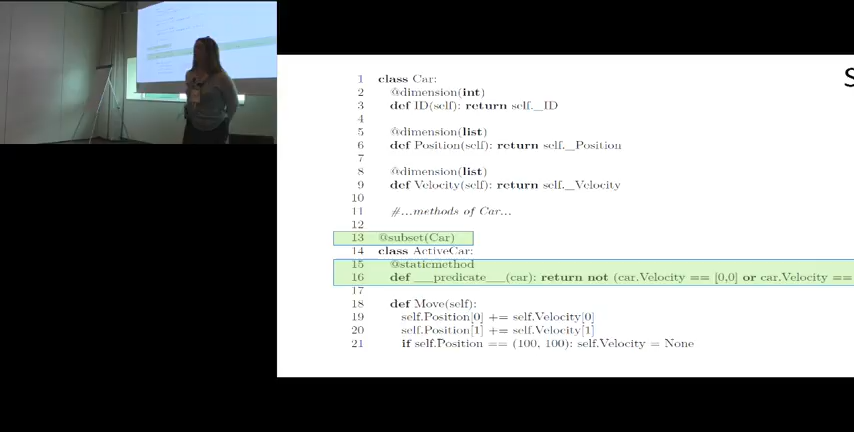 S
1 class Car:
2 @dimension(int)
3 def ID(self): return self._ID
4
5 @dimension(list)
6 def Position(self): return self._Position
7
8 @dimension(list)
9 def Velocity(self): return self._Velocity
10
11 #...methods of Car...
12
13 @subset(Car)
14 class ActiveCar:
15 @staticmethod
16 def __predicate__(car): return not (car.Velocity == [0,0] or car.Velocity ==
17
18 def Move(self):
19 self.Position[0] += self.Velocity[0]
20 self.Position[1] += self.Velocity[1]
21 if self.Position == (100, 100): self.Velocity = None